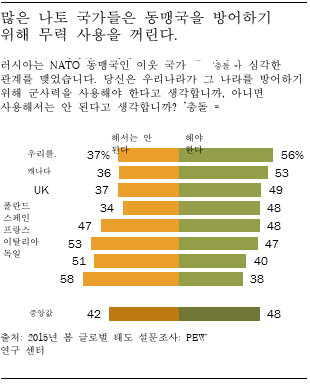 많은 나토 국가들은 동맹국을 방어하기
위해 무력 사용을 꺼린다.
러시아는 NATO 동맹국인 이웃 국가 심각한
관계를 맺었습니다. 당신은 우리나라가 그 나라를 방어하기
위해 군사력을 사용해야 한다고 생각합니까, 아니면
사용해서는 안 된다고 생각합니까? "충돌 =
해서는 안 된다
해야 한다
우리를. 37% 56%
캐나다 36 53
UK 37 49
폴란드 34 48
스페인 47 48
프랑스 53 47
이탈리아 51 40
독일 58 38
중앙값 42 48
출처: 2015년 봄 글로벌 태도 설문조사: PEW
연구 센터